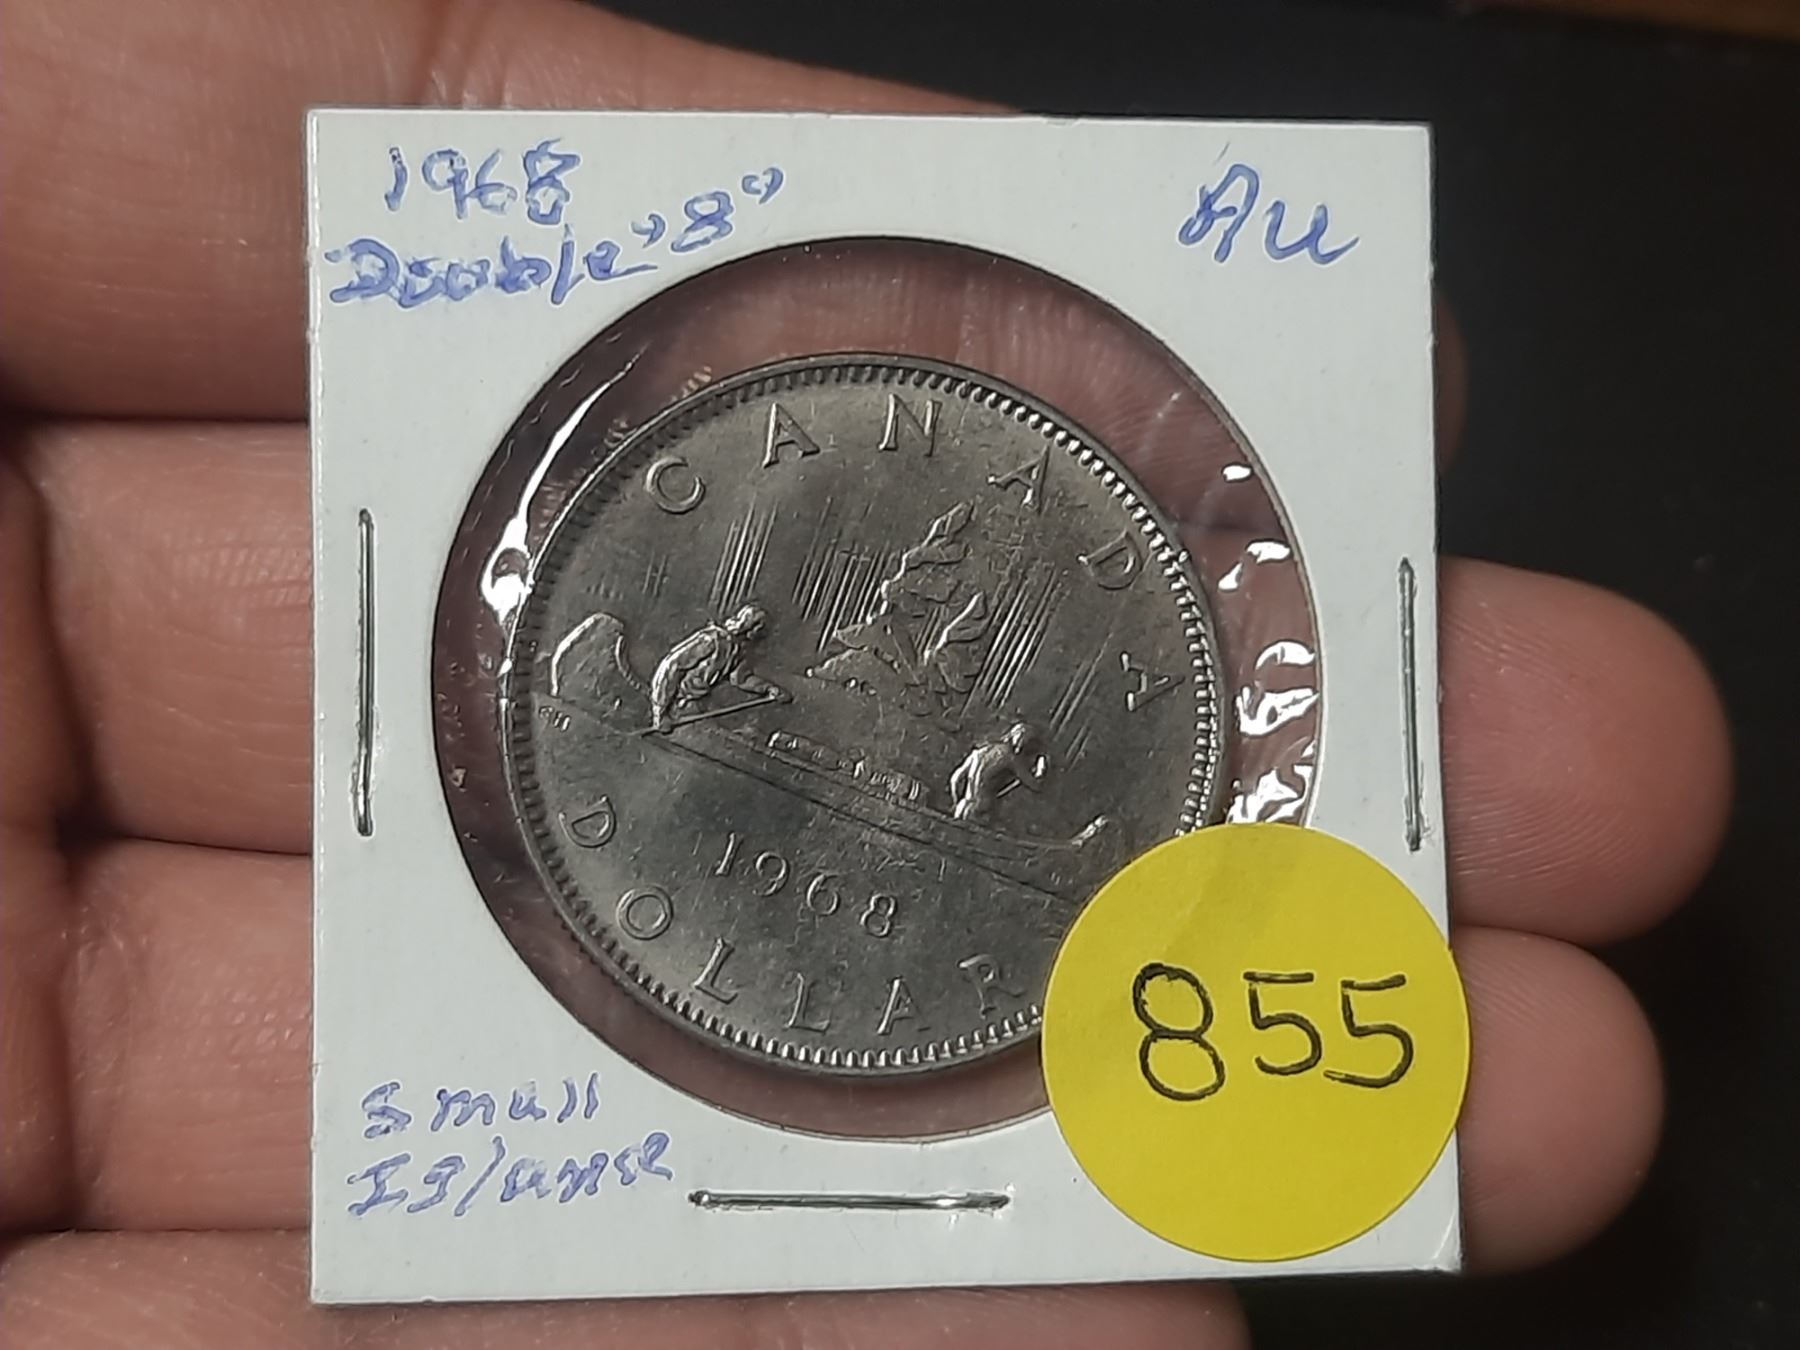 1968
Double "8"
AU
CANADA
1968
DOLLAR
855
Small
Island